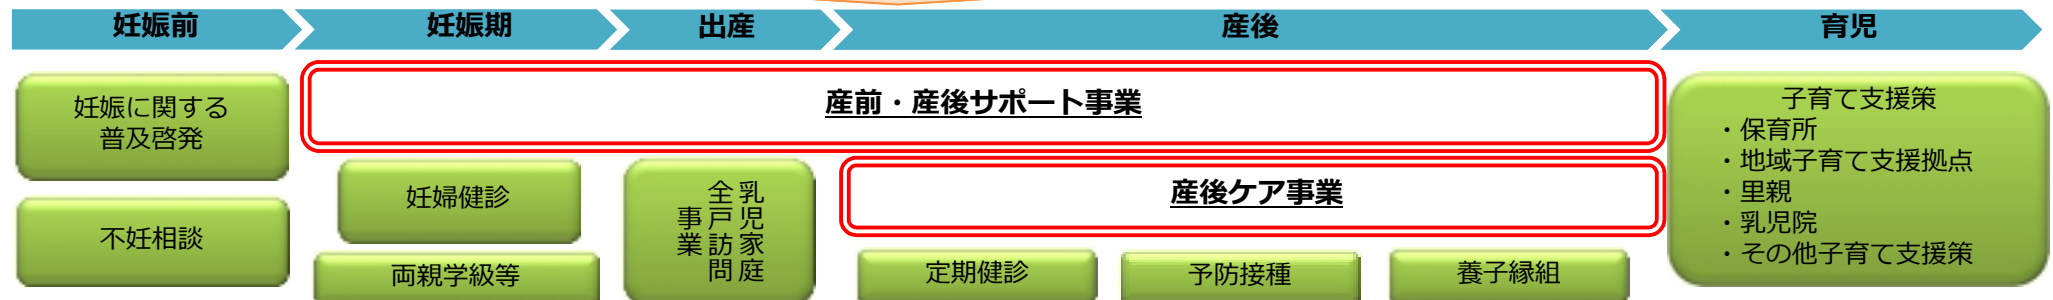 妊娠前
妊娠期
出産
産後
育児
妊娠に関する
普及啓発
不妊相談
産前・産後サポート事業
妊婦健診
両親学級等
乳児家庭
全戸訪問
事業
産後ケア事業
定期健診
予防接種
養子縁組
子育て支援策
・保育所
・地域子育て支援拠点
・里親
・乳児院
・その他子育て支援策